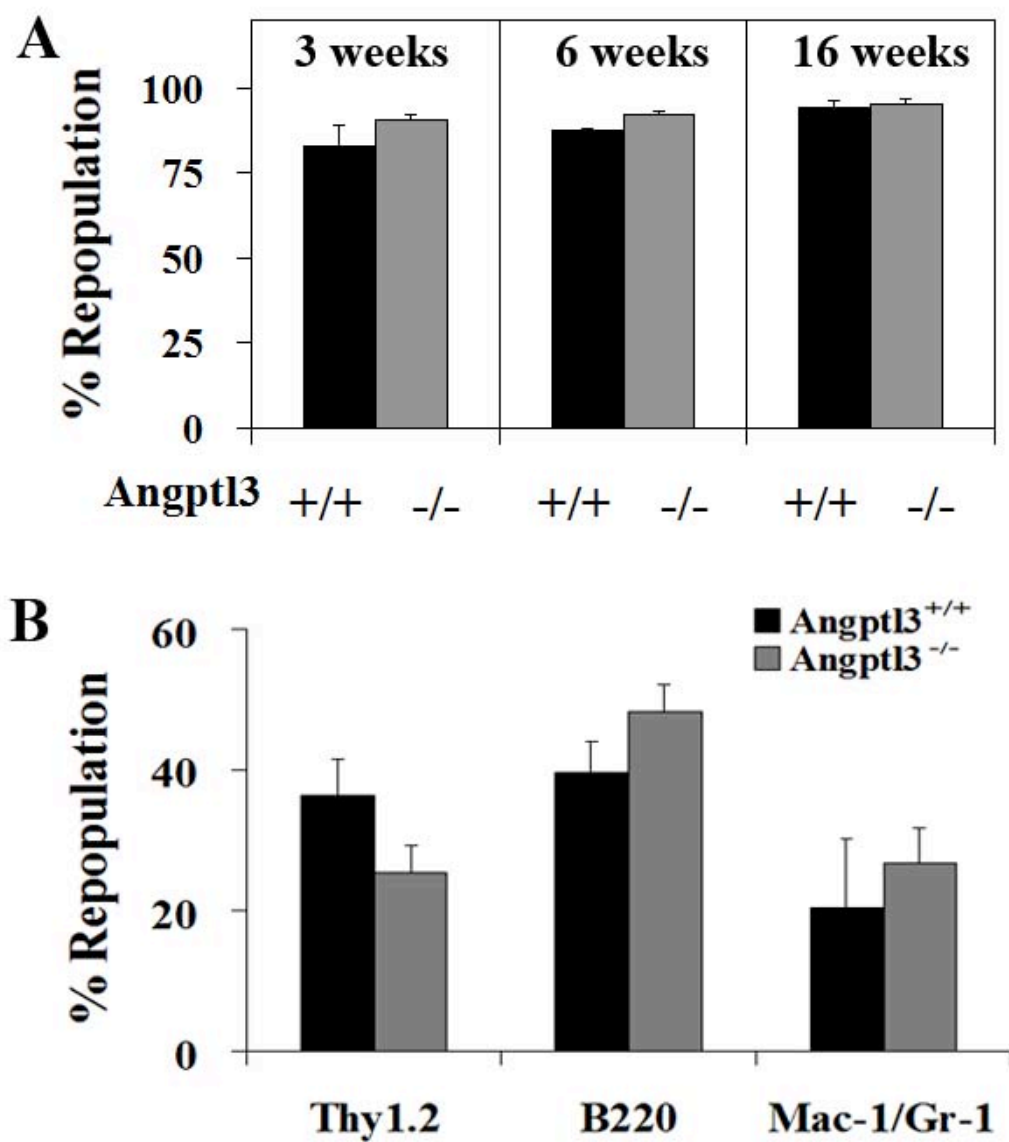 A
3 weeks 6 weeks 16 weeks
% Repopulation
100
75
50
25
0
Angptl3 +/+ -/- +/+ -/- +/+ -/-
B
Angptl3+/+
Angptl3-/-
% Repopulation
60
40
20
0
Thy1.2 B220 Mac-1/Gr-1